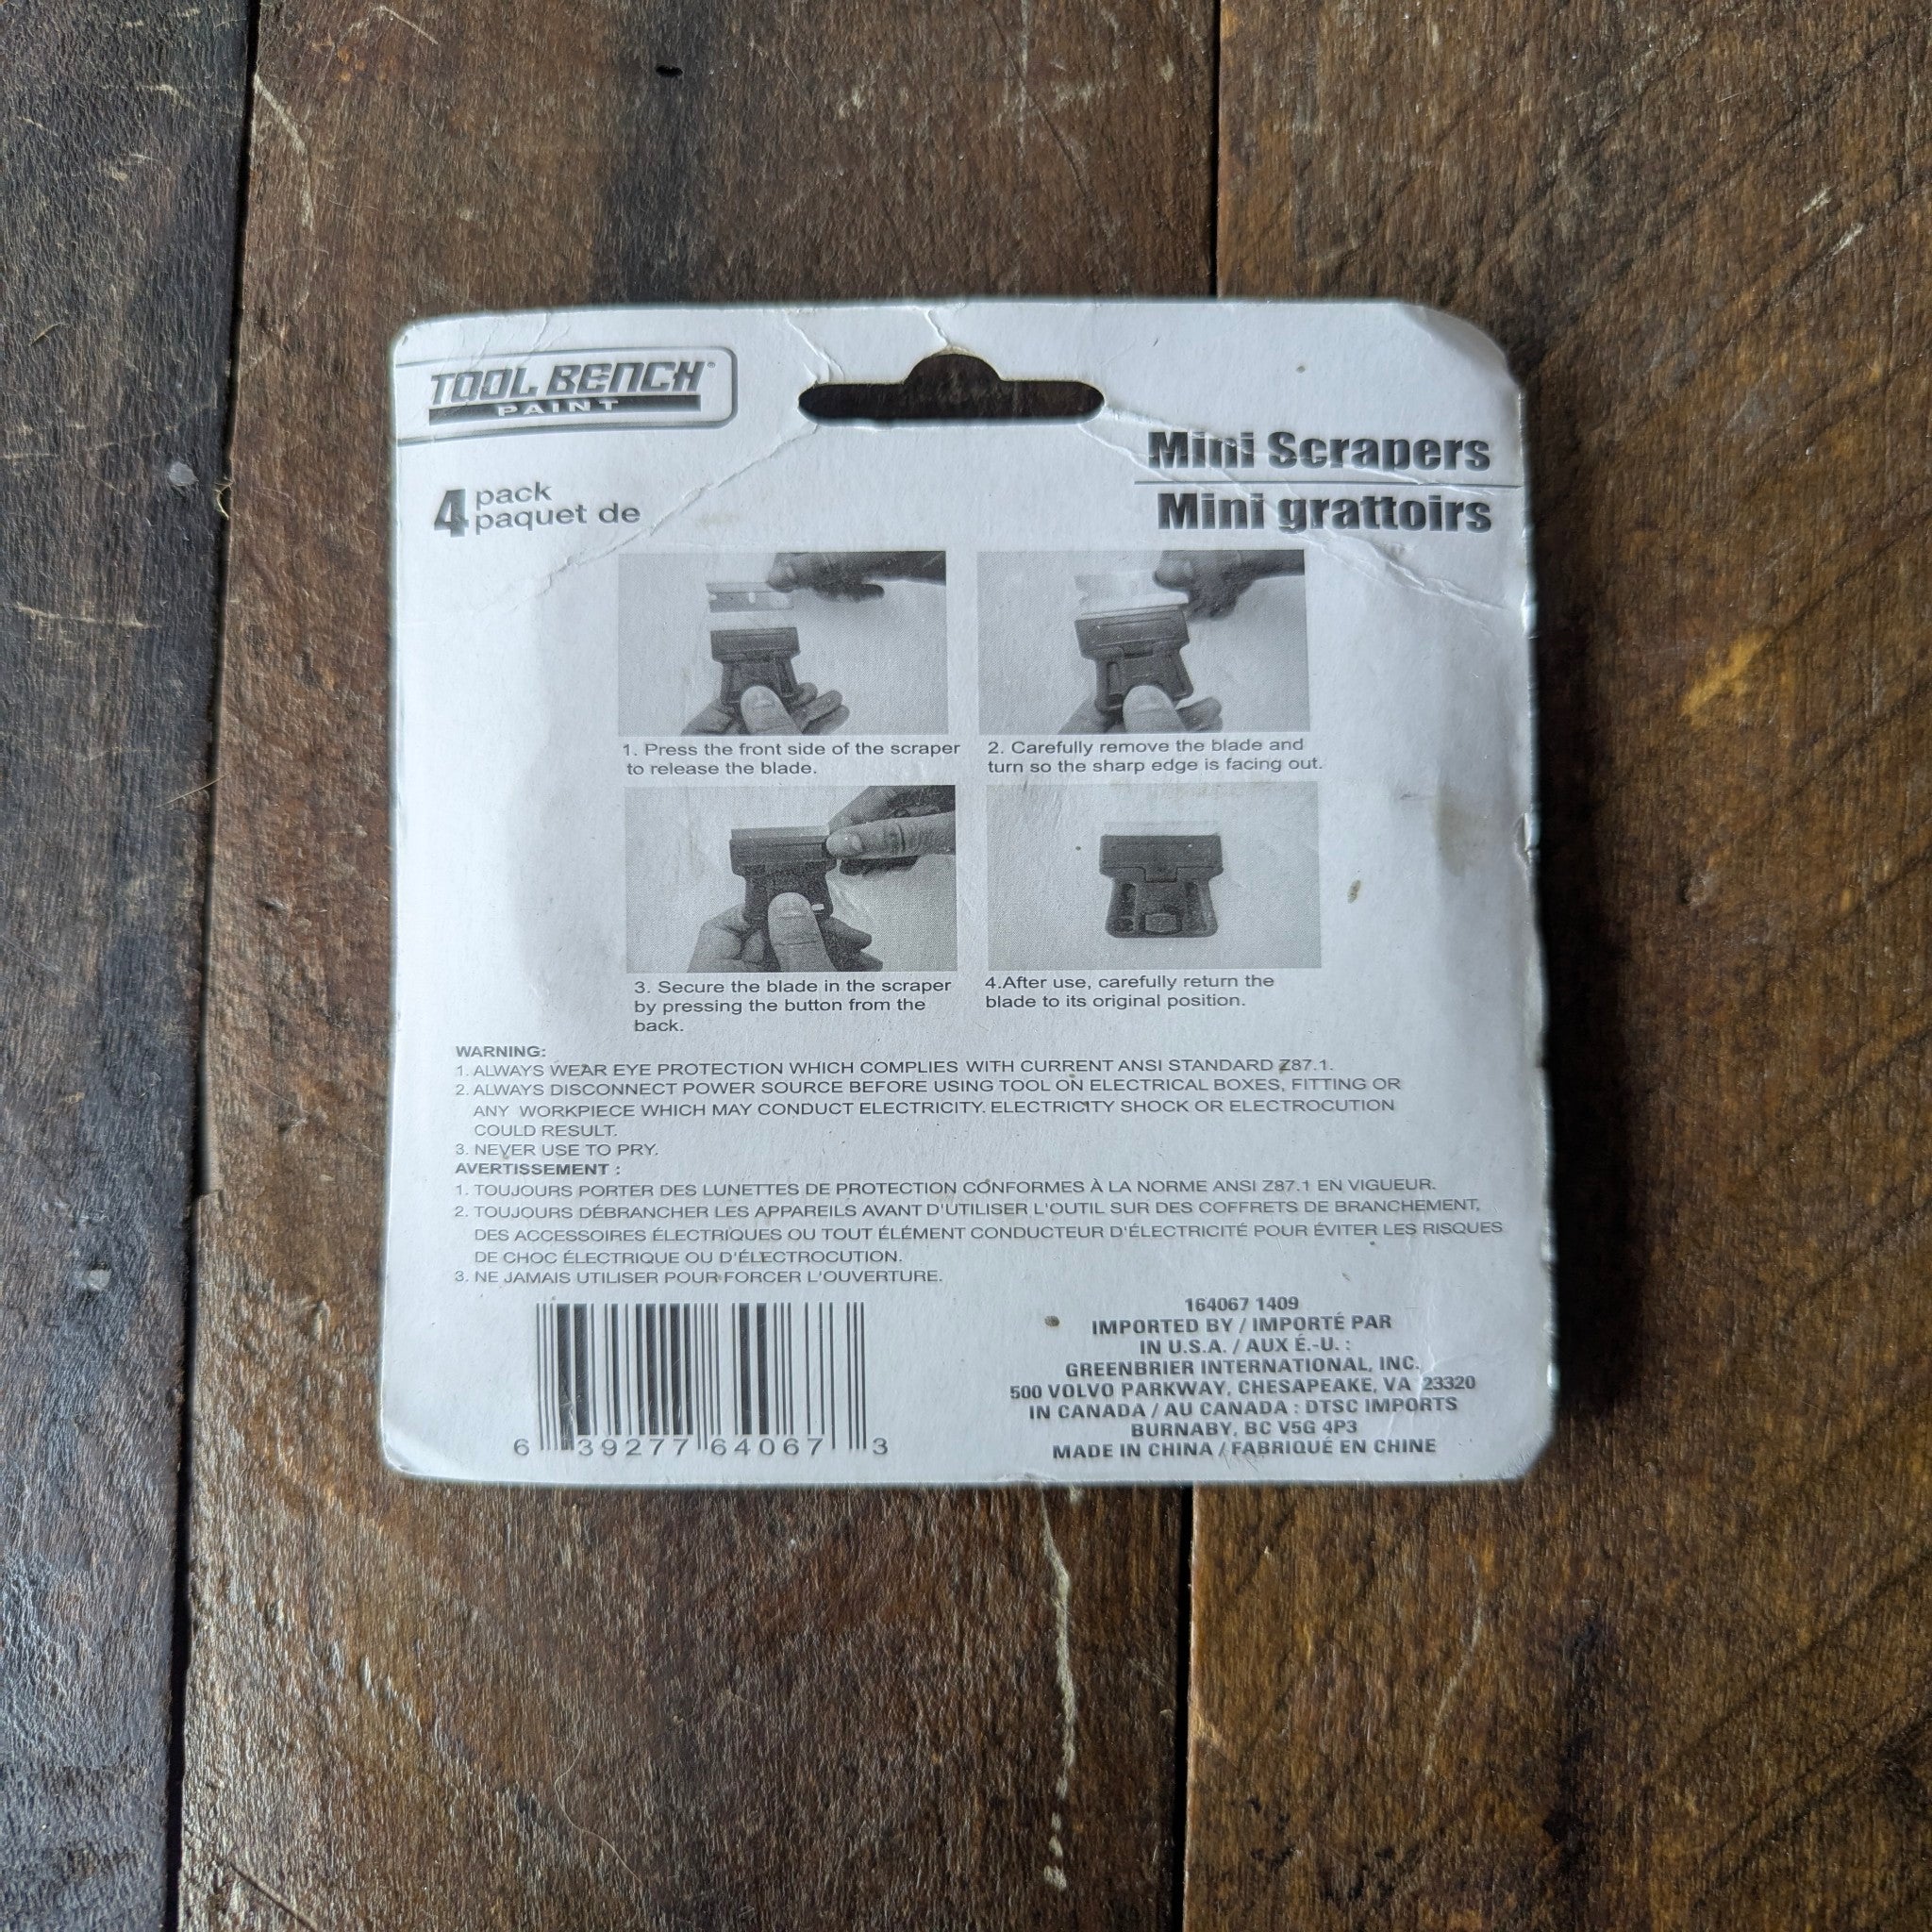 TOOL BENCH®
PAINT
4 pack
paquet de
Mini Scrapers
Mini grattoirs
1. Press the front side of the scraper
to release the blade.
2. Carefully remove the blade and
turn so the sharp edge is facing out.
3. Secure the blade in the scraper
by pressing the button from the
back.
4.After use, carefully return the
blade to its original position.
WARNING:
1. ALWAYS WEAR EYE PROTECTION WHICH COMPLIES WITH CURRENT ANSI STANDARD Z87.1.
2. ALWAYS DISCONNECT POWER SOURCE BEFORE USING TOOL ON ELECTRICAL BOXES, FITTING OR
ANY WORKPIECE WHICH MAY CONDUCT ELECTRICITY. ELECTRICITY SHOCK OR ELECTROCUTION
COULD RESULT.
3. NEVER USE TO PRY.
AVERTISSEMENT :
1. TOUJOURS PORTER DES LUNETTES DE PROTECTION CONFORMES À LA NORME ANSI Z87.1 EN VIGUEUR.
2. TOUJOURS DÉBRANCHER LES APPAREILS AVANT D'UTILISER L'OUTIL SUR DES COFFRETS DE BRANCHEMENT,
DES ACCESSOIRES ÉLECTRIQUES OU TOUT ÉLÉMENT CONDUCTEUR D'ÉLECTRICITÉ POUR ÉVITER LES RISQUES
DE CHOC ÉLECTRIQUE OU D'ÉLECTROCUTION.
3. NE JAMAIS UTILISER POUR FORCER L'OUVERTURE.
6 39277 64067 3
164067 1409
IMPORTED BY / IMPORTÉ PAR
IN U.S.A. / AUX É.-U. :
GREENBRIER INTERNATIONAL, INC.
500 VOLVO PARKWAY, CHESAPEAKE, VA 23320
IN CANADA / AU CANADA : DTSC IMPORTS
BURNABY, BC V5G 4P3
MADE IN CHINA / FABRIQUÉ EN CHINE